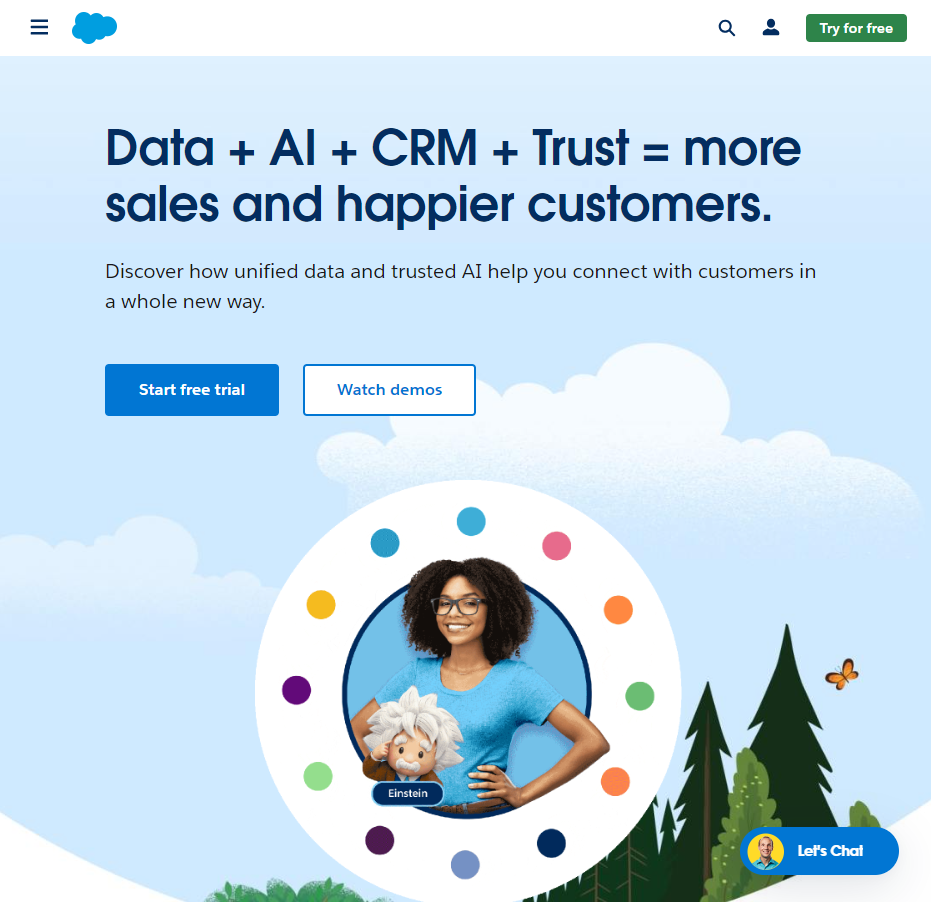 Try for free
Data + AI + CRM + Trust = more
sales and happier customers.
Discover how unified data and trusted AI help you connect with customers in
a whole new way.
Start free trial
Watch demos
Einstein
Let's Chat